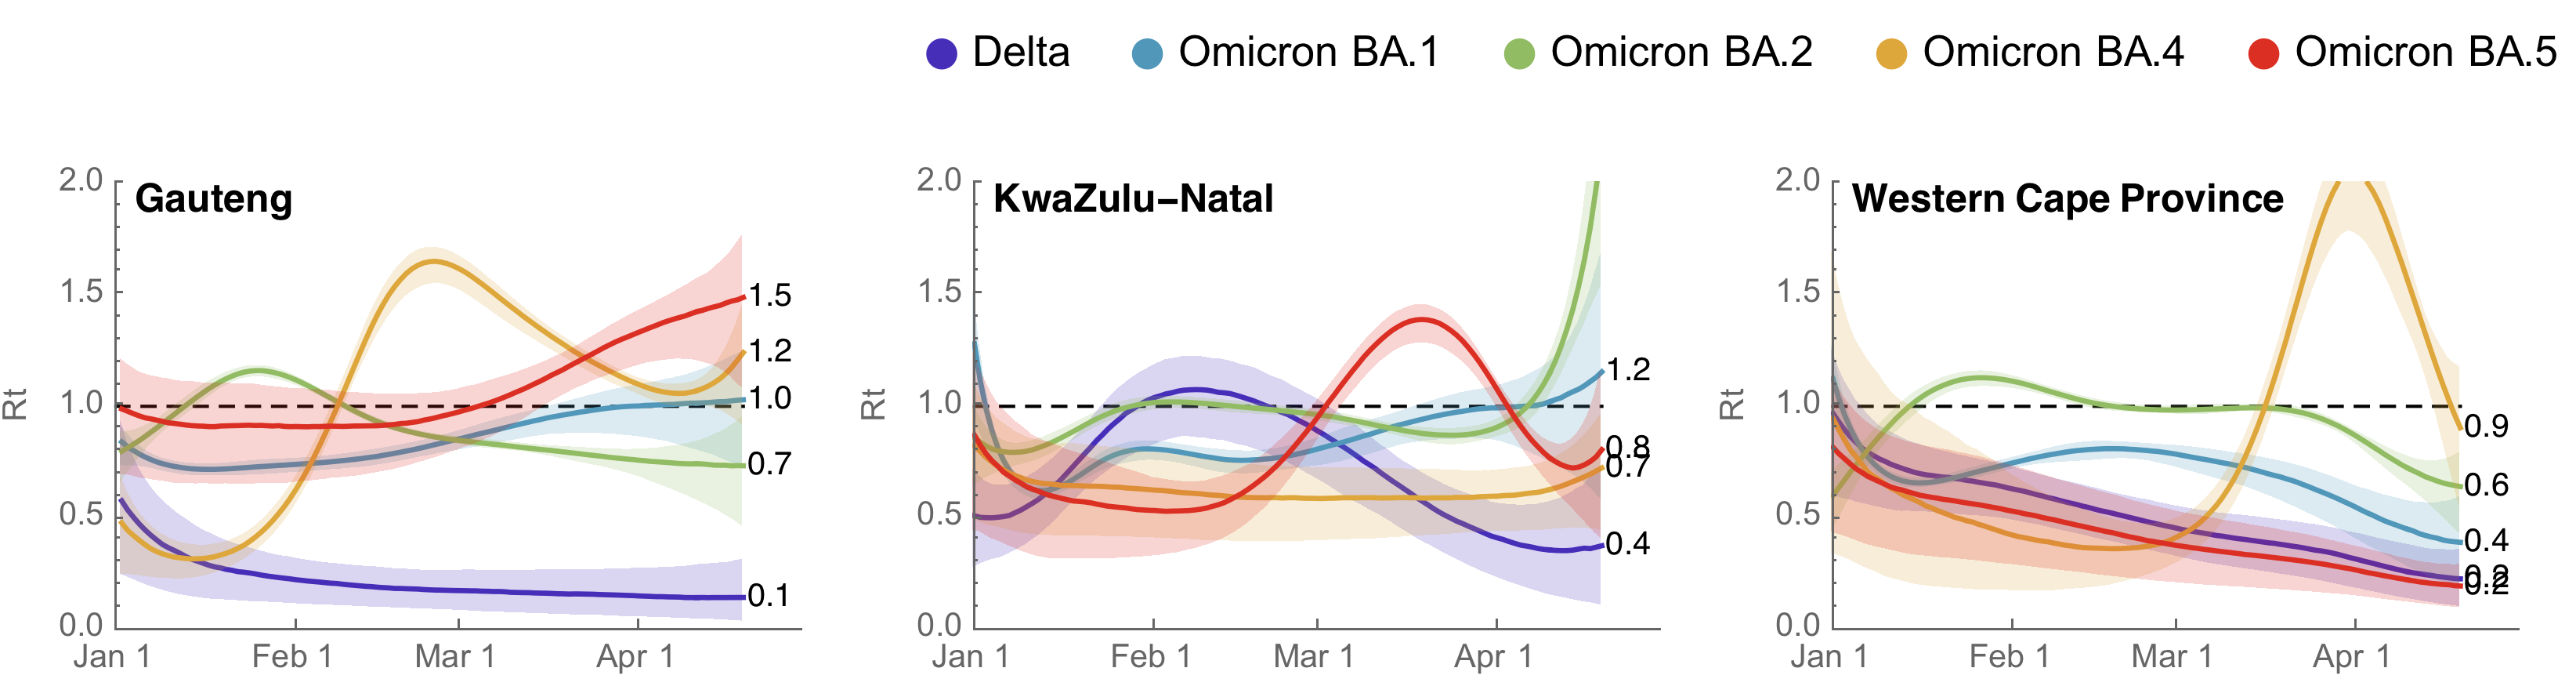 Delta Omicron BA.1 Omicron BA.2 Omicron BA.4 Omicron BA.5
Gauteng
Rt
2.0
1.5
1.0
0.5
0.0
Jan 1 Feb 1 Mar 1 Apr 1
1.5
1.2
1.0
0.7
0.1
KwaZulu–Natal
Rt
2.0
1.5
1.0
0.5
0.0
Jan 1 Feb 1 Mar 1 Apr 1
1.2
0.8
0.7
0.4
Western Cape Province
Rt
2.0
1.5
1.0
0.5
0.0
Jan 1 Feb 1 Mar 1 Apr 1
0.9
0.6
0.4
0.2
0.2